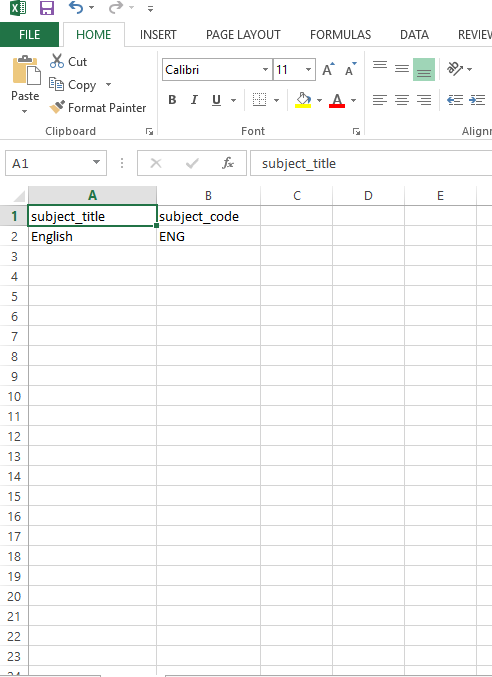 FILE HOME INSERT PAGE LAYOUT FORMULAS DATA REVIEW
Paste
Cut
Copy
Format Painter
Clipboard
Calibri 11
B I U
Font
A1 fx subject_title
A B C D E
1 subject_title subject_code
2 English ENG
3
4
5
6
7
8
9
10
11
12
13
14
15
16
17
18
19
20
21
22
23